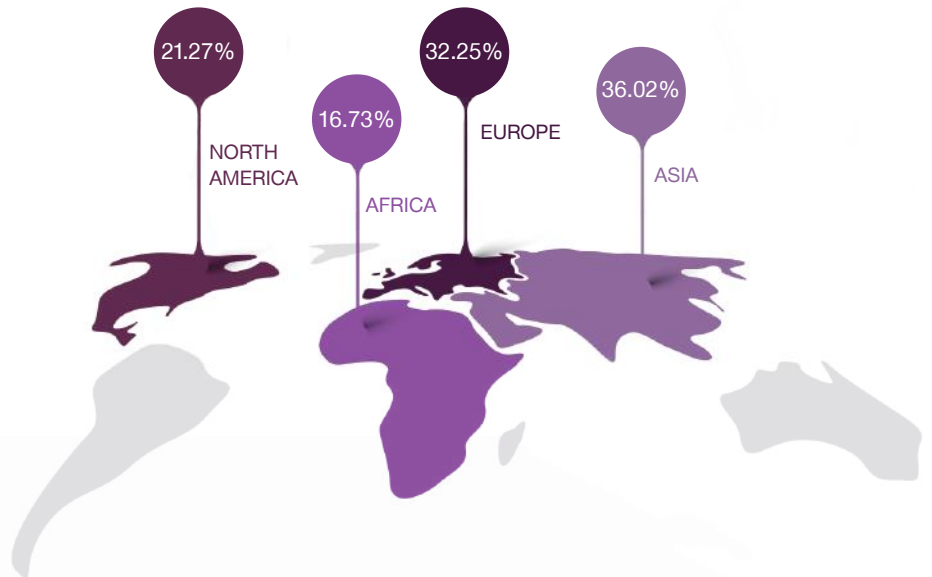 21.27%
NORTH
AMERICA
16.73%
AFRICA
32.25%
EUROPE
36.02%
ASIA